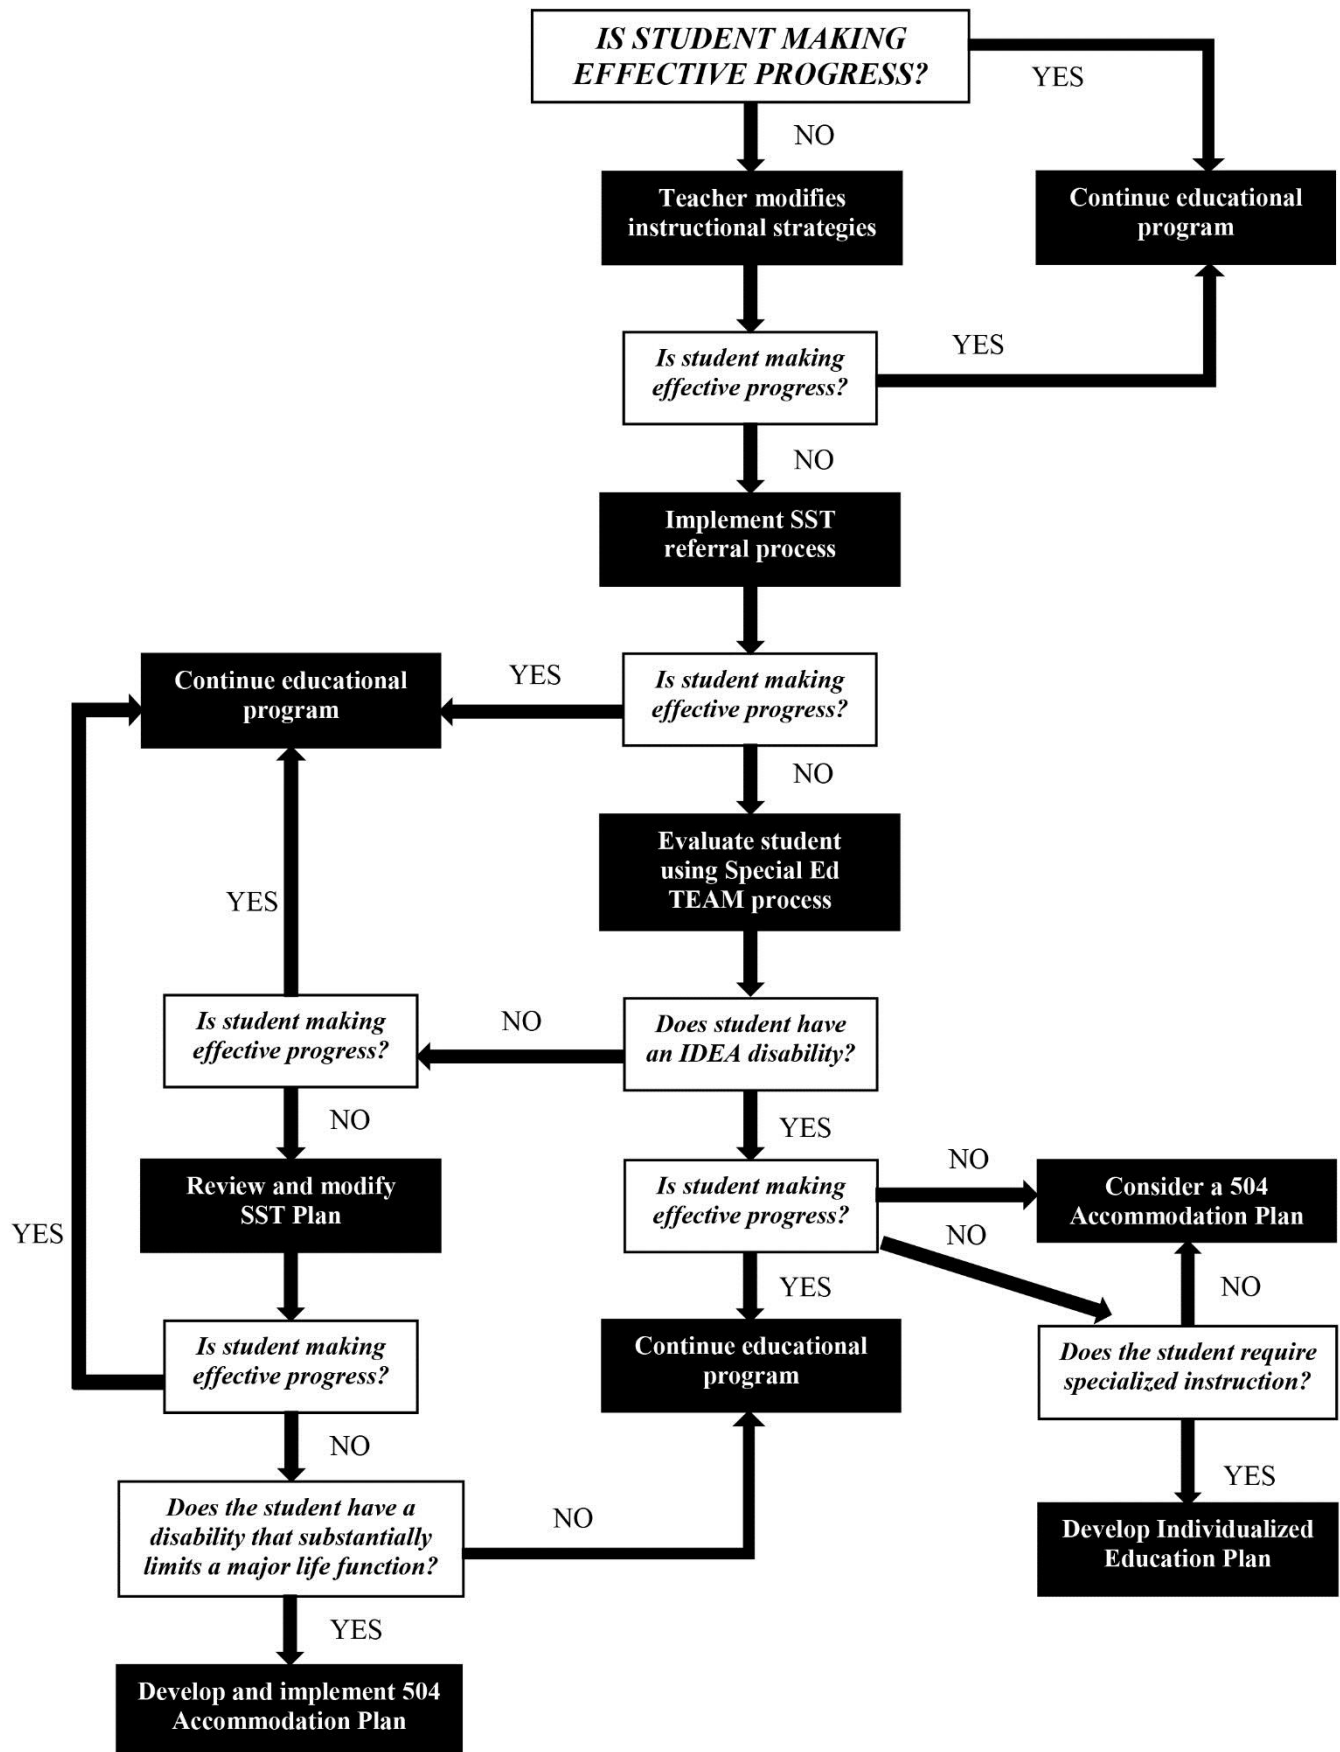 IS STUDENT MAKING
EFFECTIVE PROGRESS?
YES
NO
Teacher modifies
instructional strategies
Continue educational
program
Is student making
effective progress?
YES
NO
Implement SST
referral process
Continue educational
program
YES
Is student making
effective progress?
NO
Evaluate student
using Special Ed
TEAM process
YES
Is student making
effective progress?
NO
Does student have
an IDEA disability?
NO
YES
Review and modify
SST Plan
Is student making
effective progress?
NO
Consider a 504
Accommodation Plan
YES
NO
YES
NO
Is student making
effective progress?
Continue educational
program
Does the student require
specialized instruction?
NO
YES
Does the student have a
disability that substantially
limits a major life function?
NO
Develop Individualized
Education Plan
YES
Develop and implement 504
Accommodation Plan